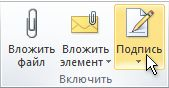 Вложить Вложить Подпись
файл элемент
Включить